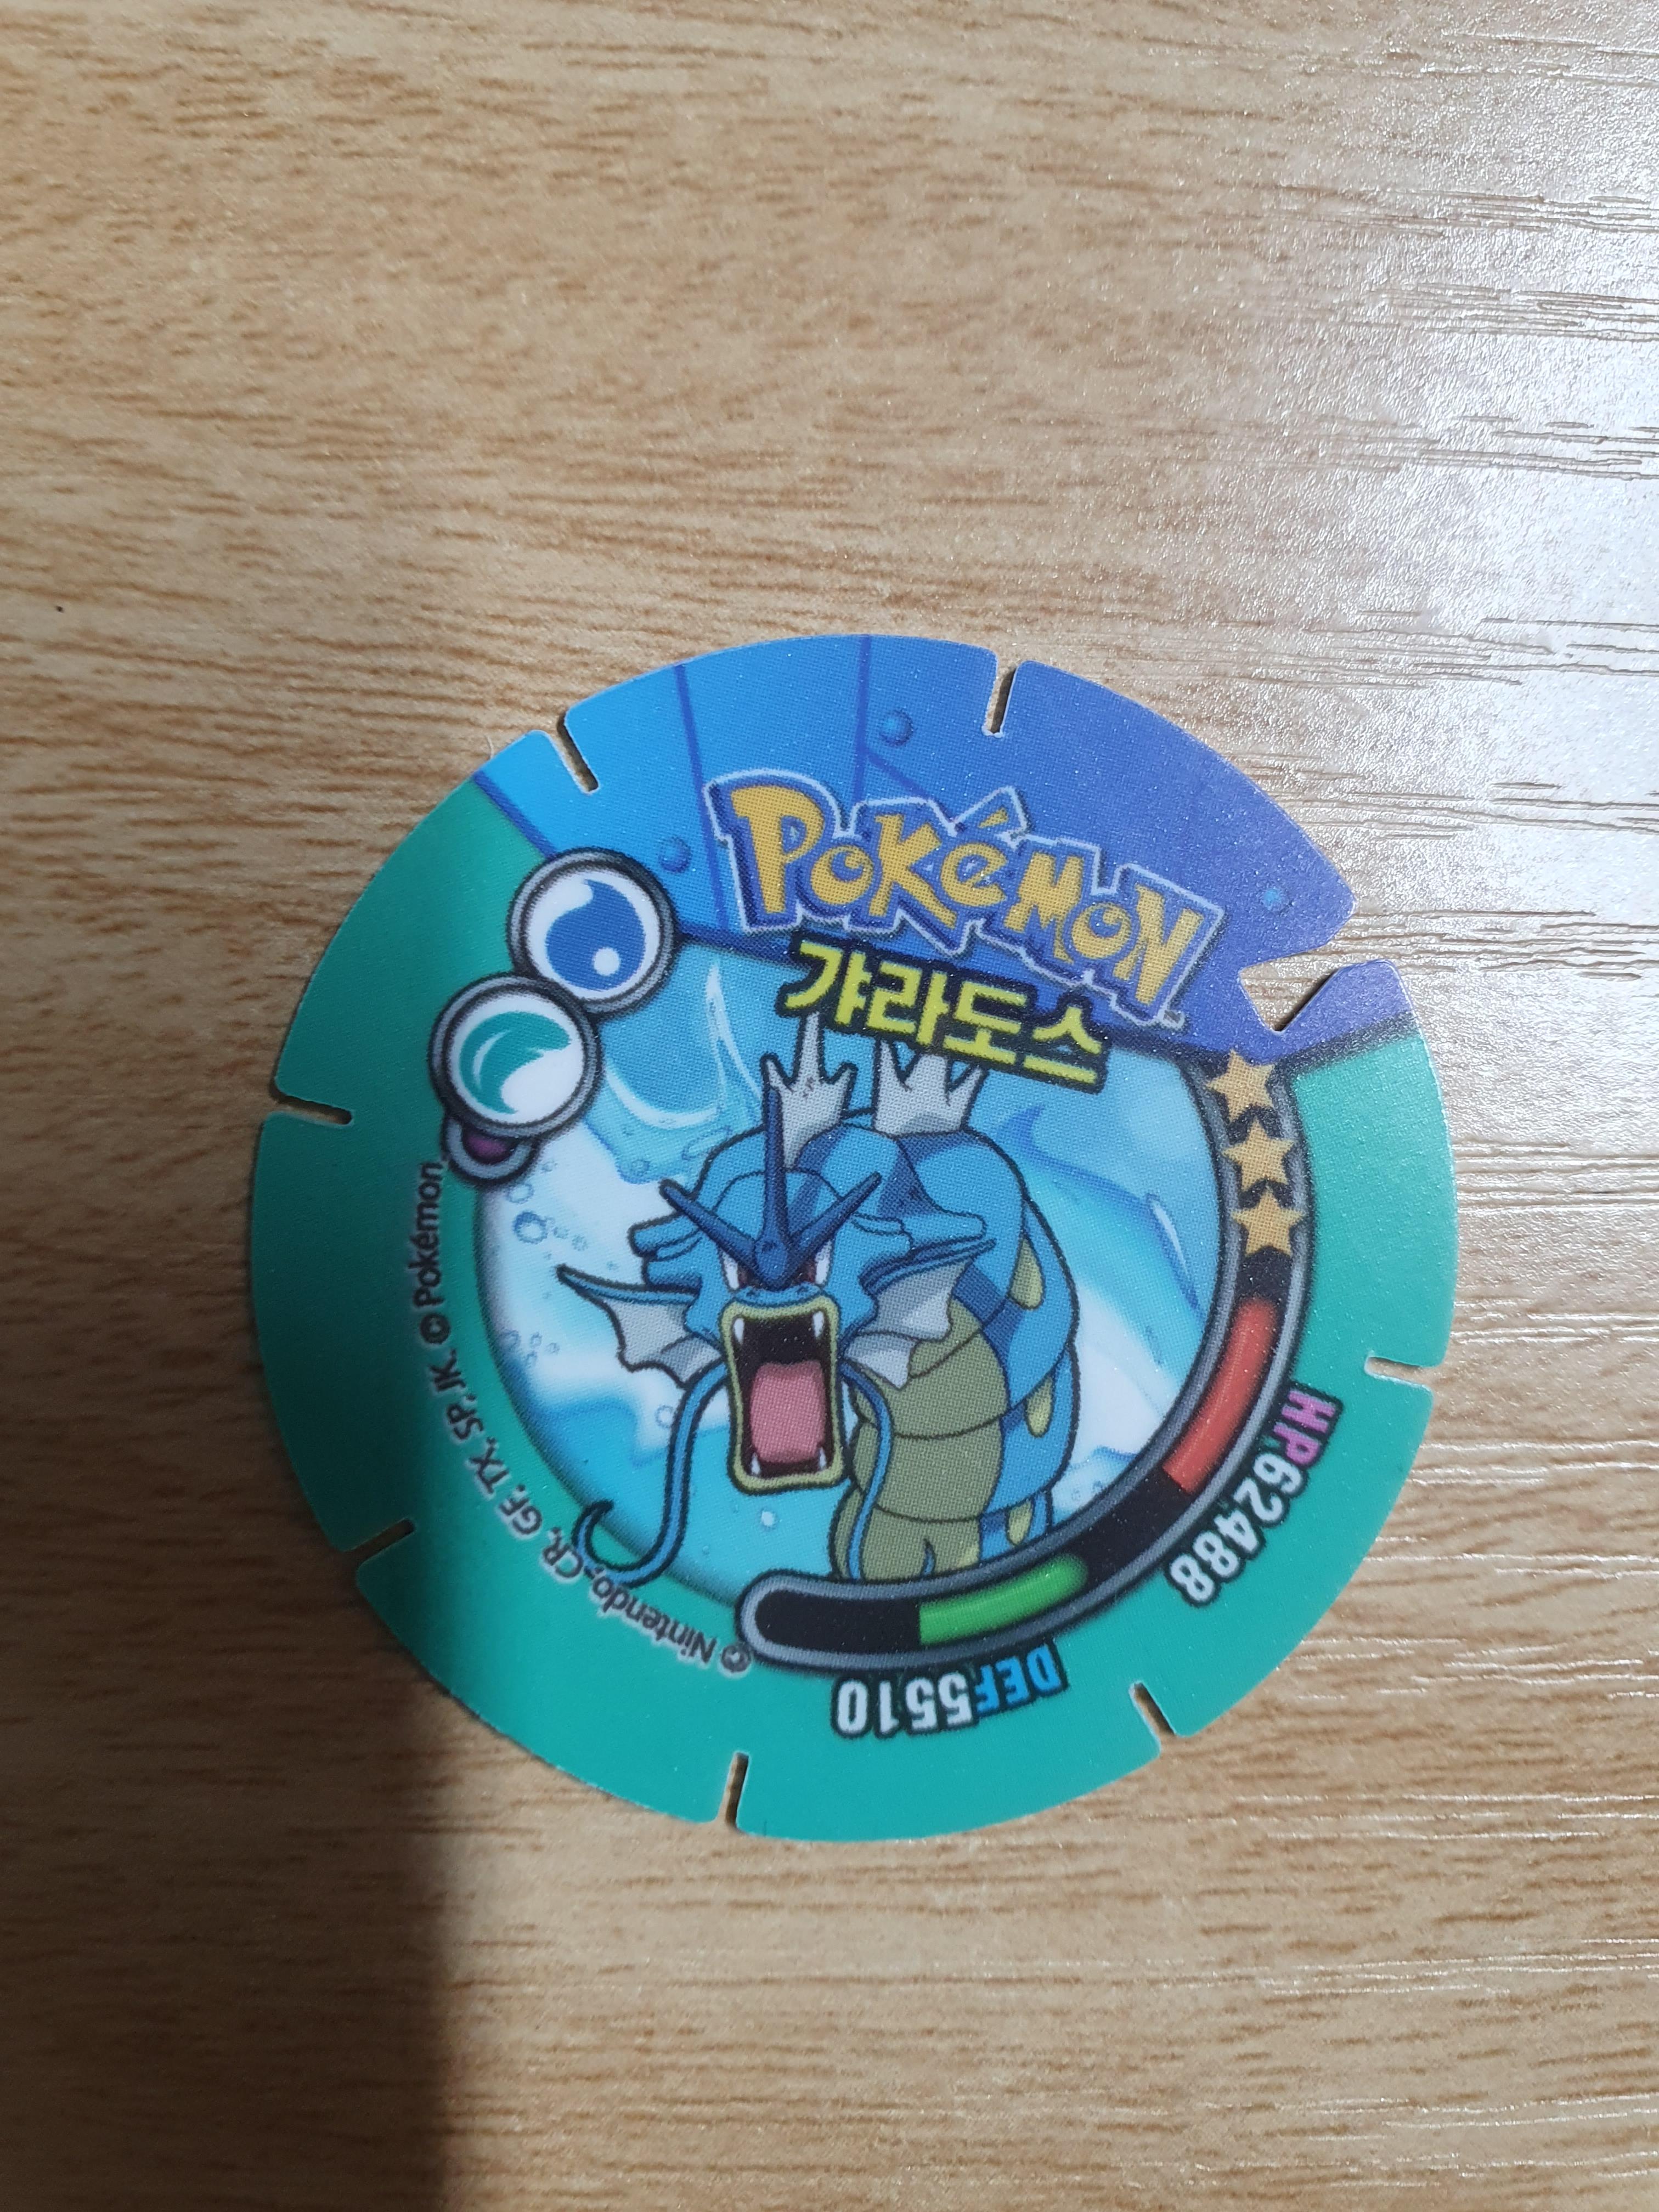 POKéMON
갸라도스
HP62488
DEF5510
© Nintendo, CR, GF, TX, SP, JK. © Pokémon